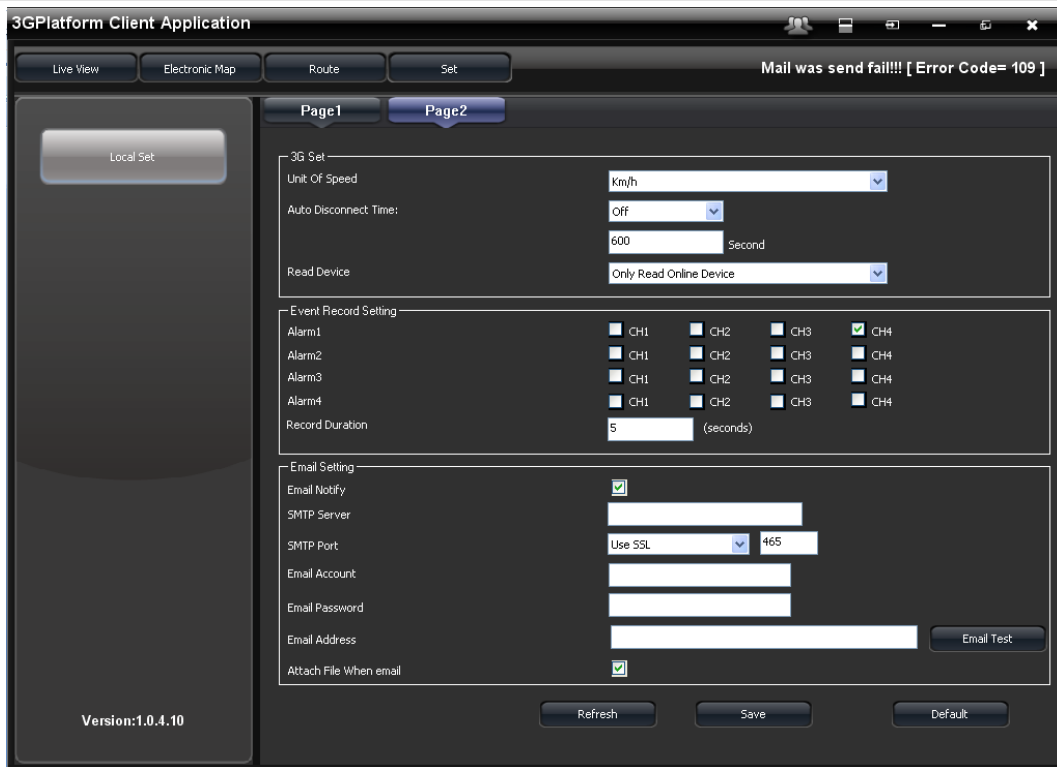 3GPlatform Client Application
Live View Electronic Map Route Set Mail was send fail!!! [ Error Code= 109 ]
Page1 Page2
Local Set
3G Set
Unit Of Speed Km/h
Auto Disconnect Time: Off
600 Second
Read Device Only Read Online Device
Event Record Setting
Alarm1 CH1 CH2 CH3 CH4
Alarm2 CH1 CH2 CH3 CH4
Alarm3 CH1 CH2 CH3 CH4
Alarm4 CH1 CH2 CH3 CH4
Record Duration 5 (seconds)
Email Setting
Email Notify
SMTP Server
SMTP Port Use SSL 465
Email Account
Email Password
Email Address Email Test
Attach File When email
Refresh Save Default
Version:1.0.4.10